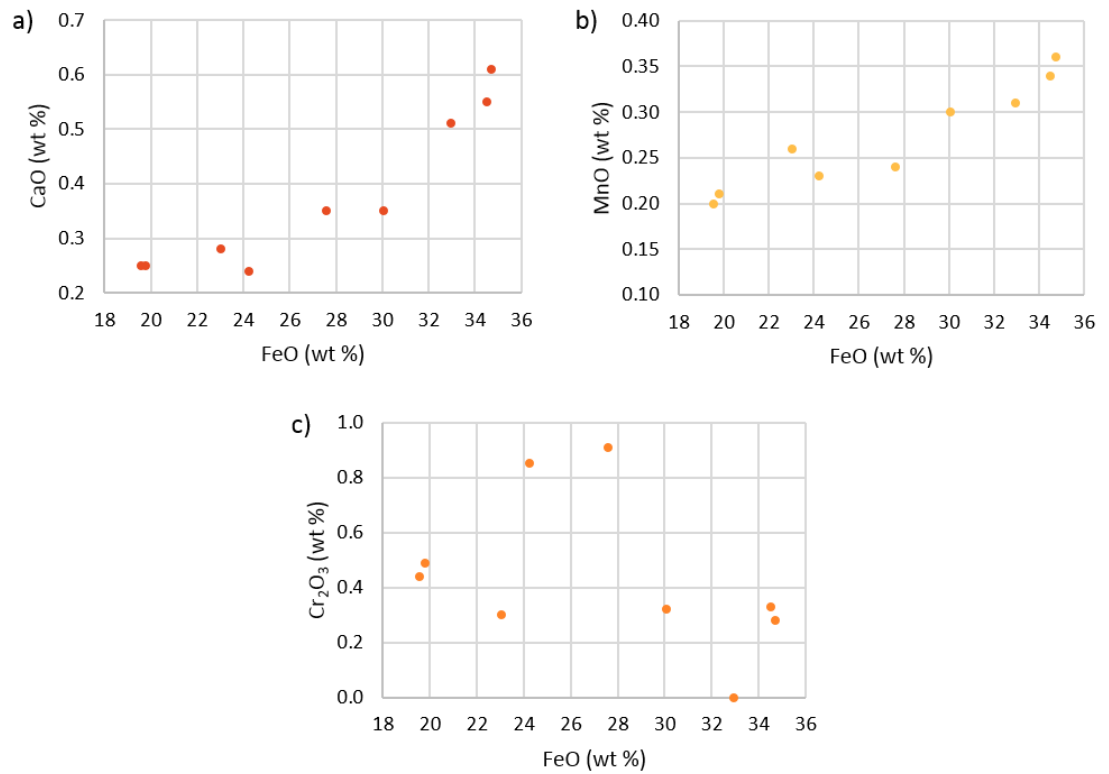 a)
0.7
0.6
0.5
0.4
0.3
0.2
CaO (wt %)
18 20 22 24 26 28 30 32 34 36
FeO (wt %)
b)
0.40
0.35
0.30
0.25
0.20
0.15
0.10
MnO (wt %)
18 20 22 24 26 28 30 32 34 36
FeO (wt %)
c)
1.0
0.8
0.6
0.4
0.2
0.0
Cr₂O₃ (wt %)
18 20 22 24 26 28 30 32 34 36
FeO (wt %)